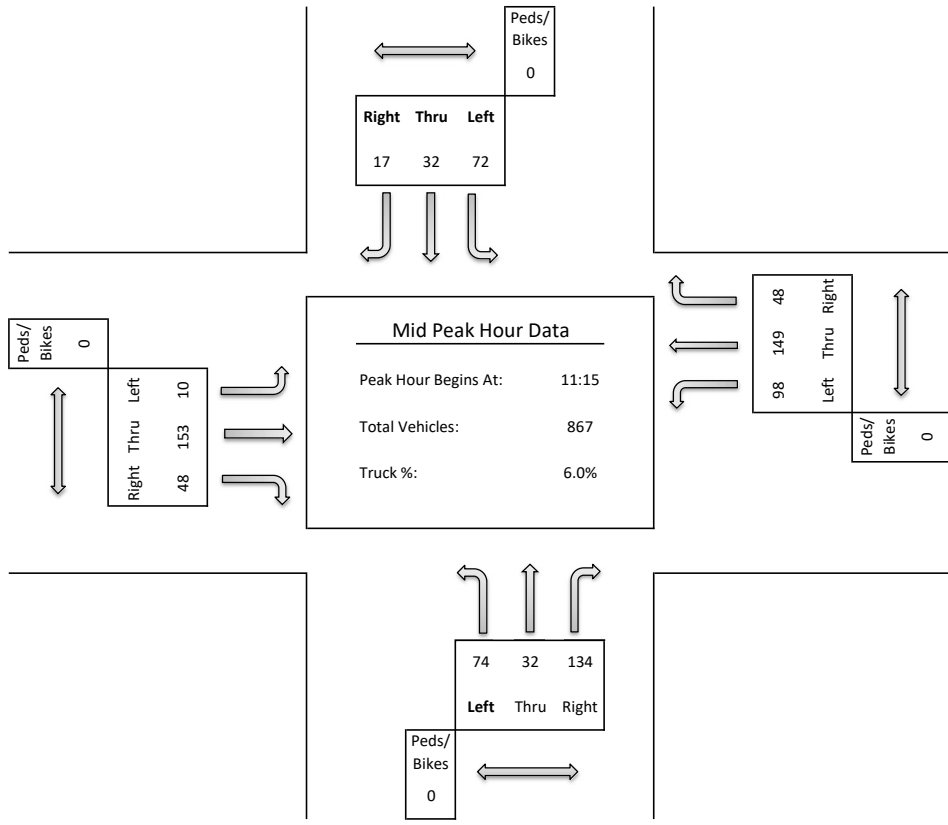 Peds/
Bikes
0
Right Thru Left
17 32 72
Peds/
Bikes
0
Left 10
Thru 153
Right 48
Mid Peak Hour Data
Peak Hour Begins At: 11:15
Total Vehicles: 867
Truck %: 6.0%
48 Right
149 Thru
98 Left
Peds/
Bikes
0
74 32 134
Left Thru Right
Peds/
Bikes
0